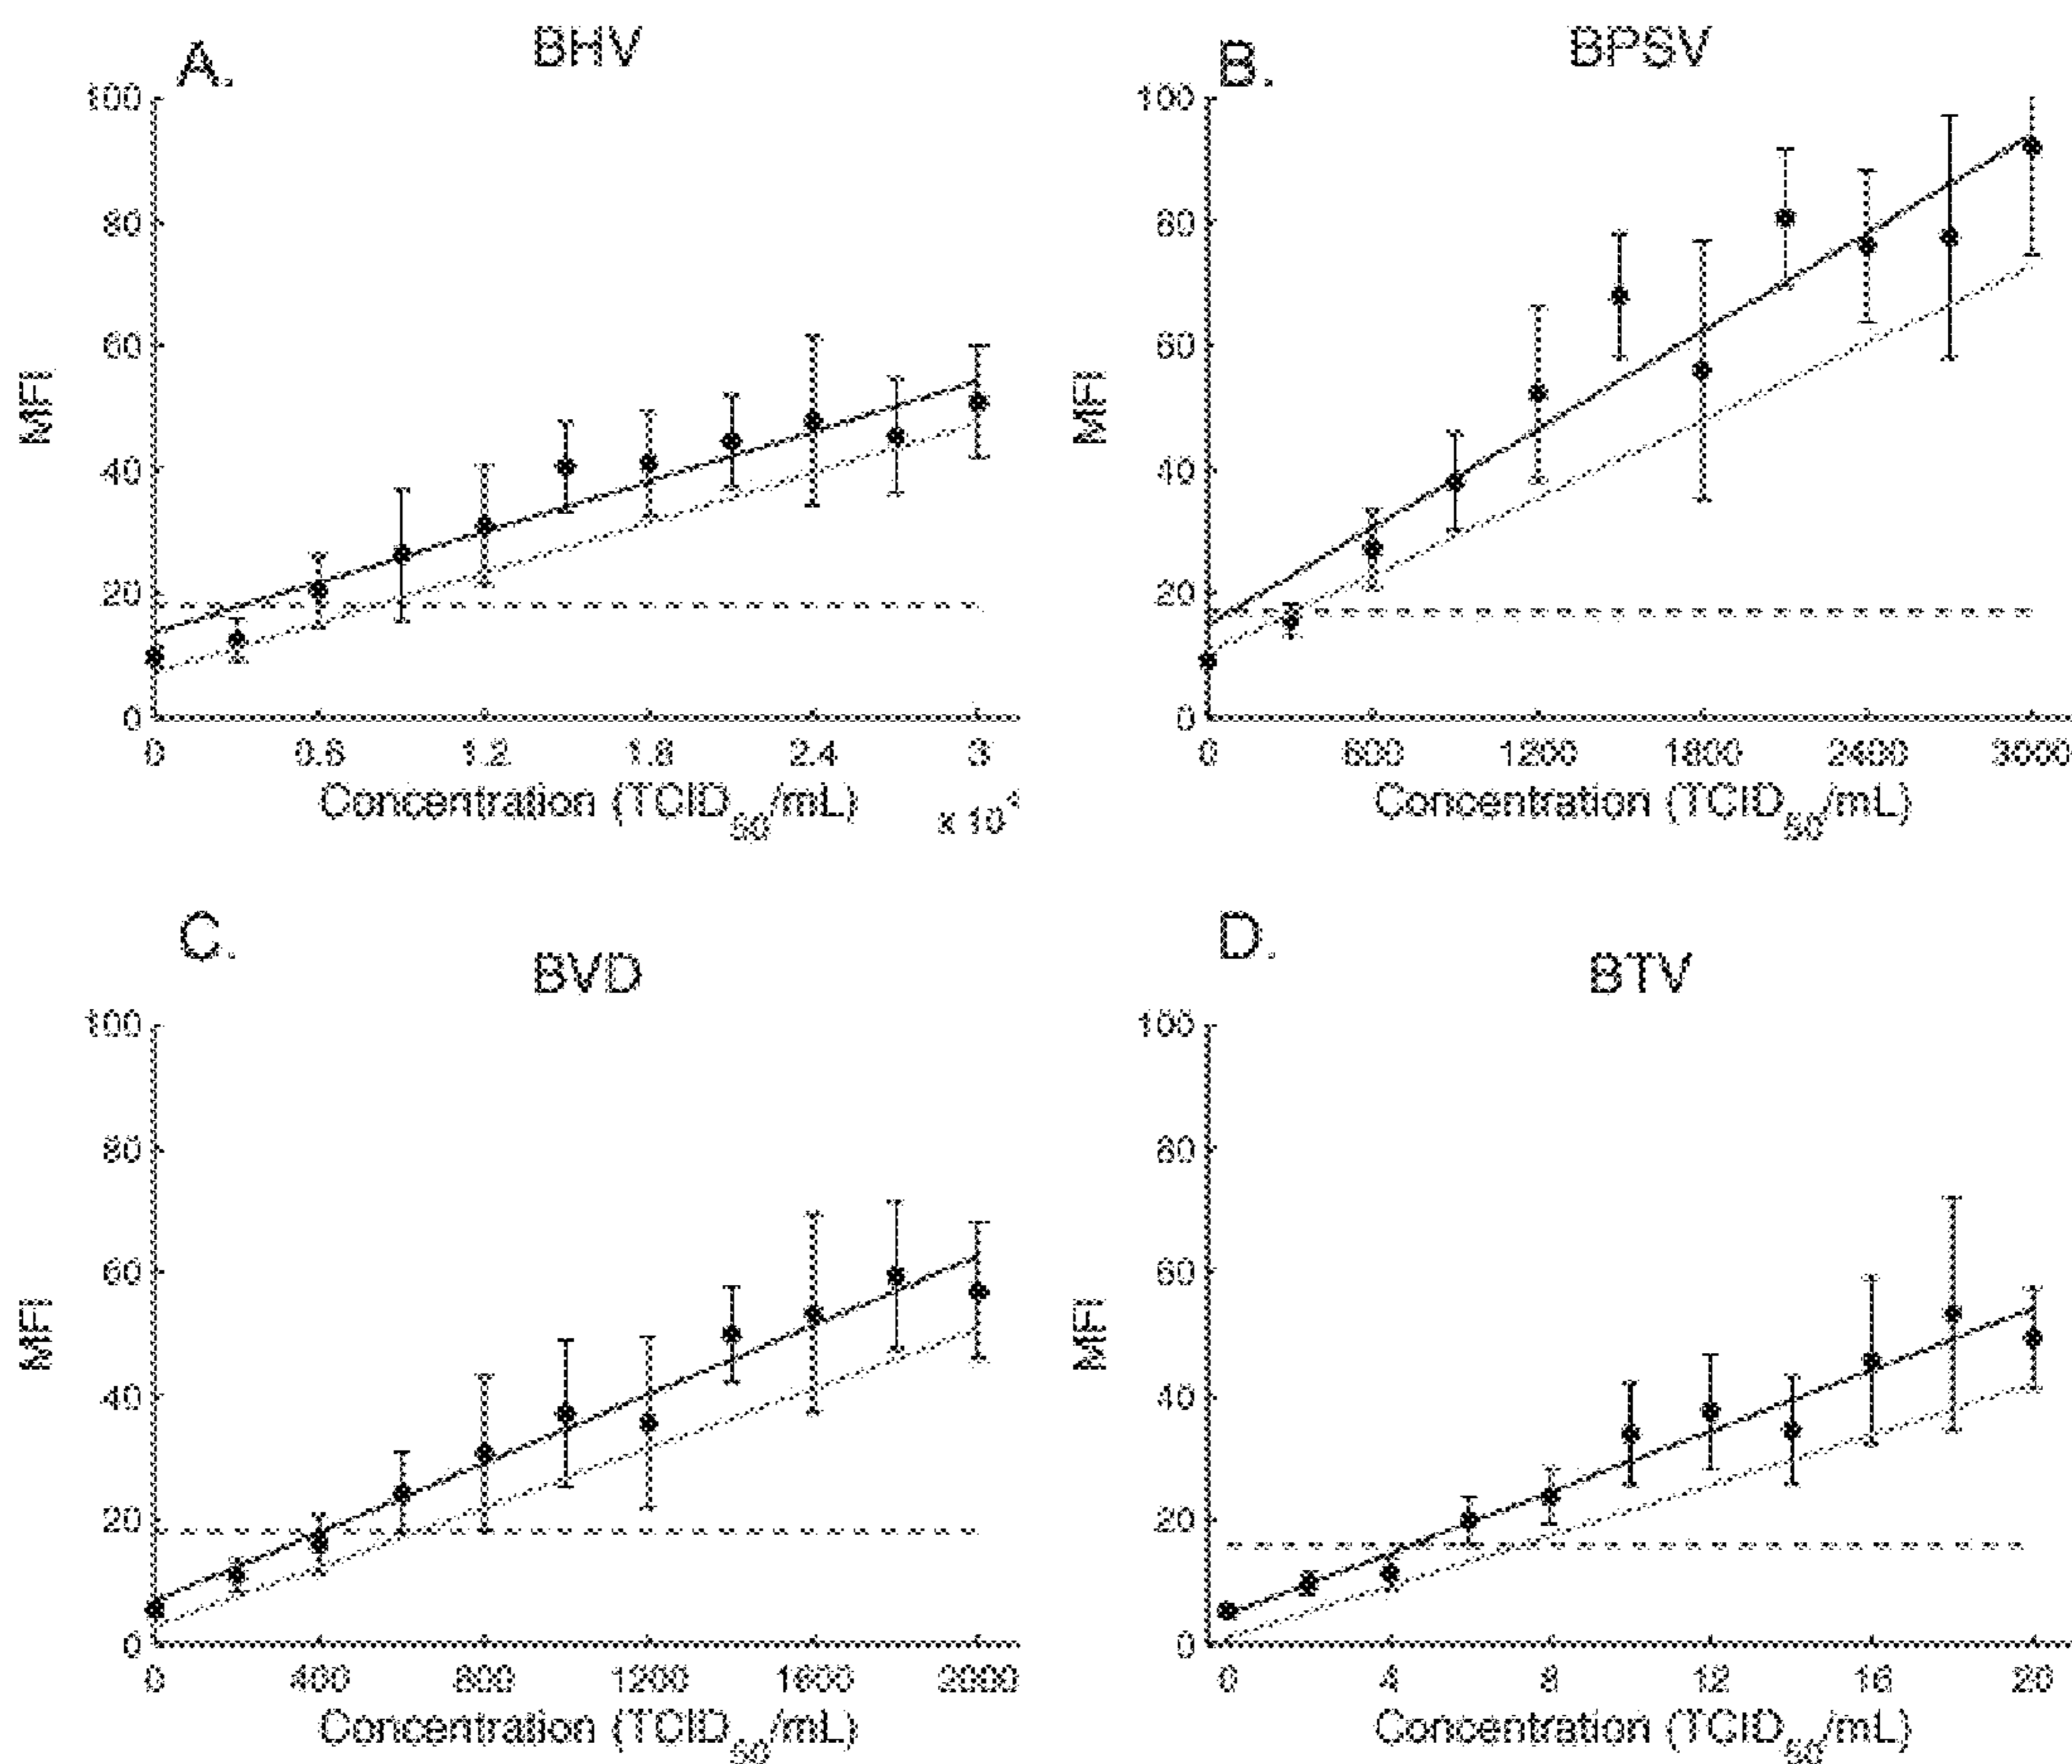 A.
BHV
100
80
60
40
20
0
MFI
0 0.6 1.2 1.8 2.4 3
Concentration (TCID50/mL)
B.
BPSV
100
80
60
40
20
0
MFI
0 600 1200 1800 2400 3000
Concentration (TCID50/mL)
C.
BVD
100
80
60
40
20
0
MFI
0 400 800 1200 1600 2000
Concentration (TCID50/mL)
D.
BTV
100
80
60
40
20
0
MFI
0 4 8 12 16 20
Concentration (TCID50/mL)